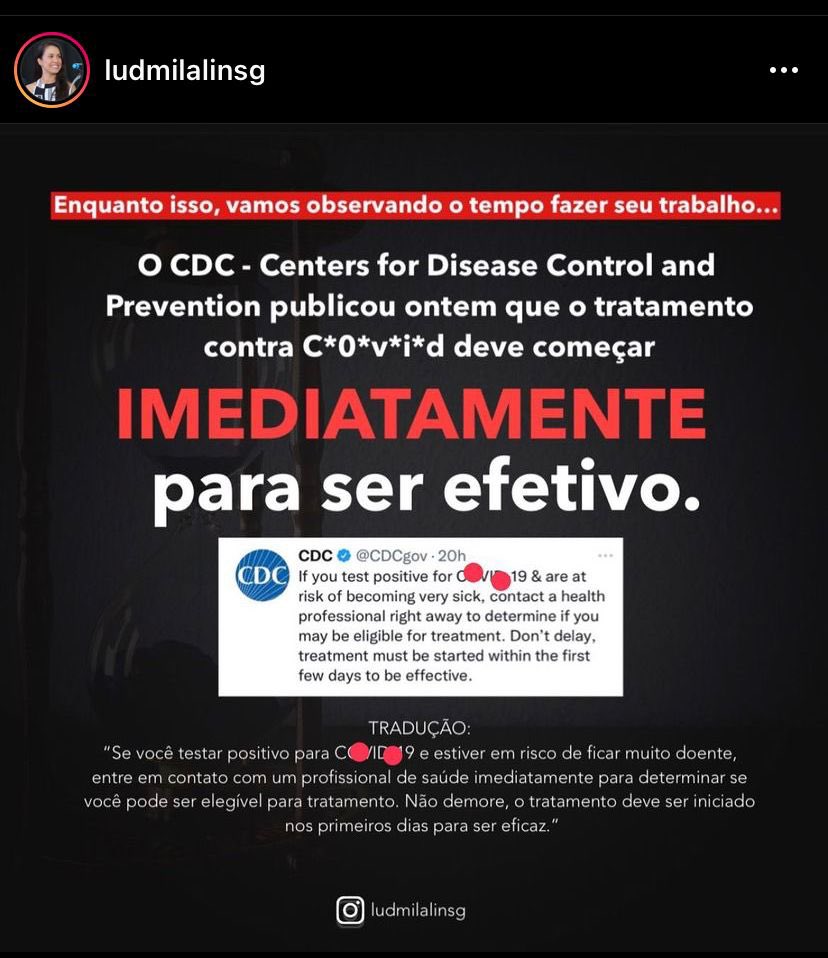 ludmilalinsg
Enquanto isso, vamos observando o tempo fazer seu trabalho...
O CDC - Centers for Disease Control and
Prevention publicou ontem que o tratamento
contra C*0*v*i*d deve começar
IMEDIATAMENTE
para ser efetivo.
CDC
CDC @CDCgov · 20h
If you test positive for COVID-19 & are at
risk of becoming very sick, contact a health
professional right away to determine if you
may be eligible for treatment. Don't delay,
treatment must be started within the first
few days to be effective.
TRADUÇÃO:
"Se você testar positivo para COVID-19 e estiver em risco de ficar muito doente,
entre em contato com um profissional de saúde imediatamente para determinar se
você pode ser elegível para tratamento. Não demore, o tratamento deve ser iniciado
nos primeiros dias para ser eficaz."
ludmilalinsg